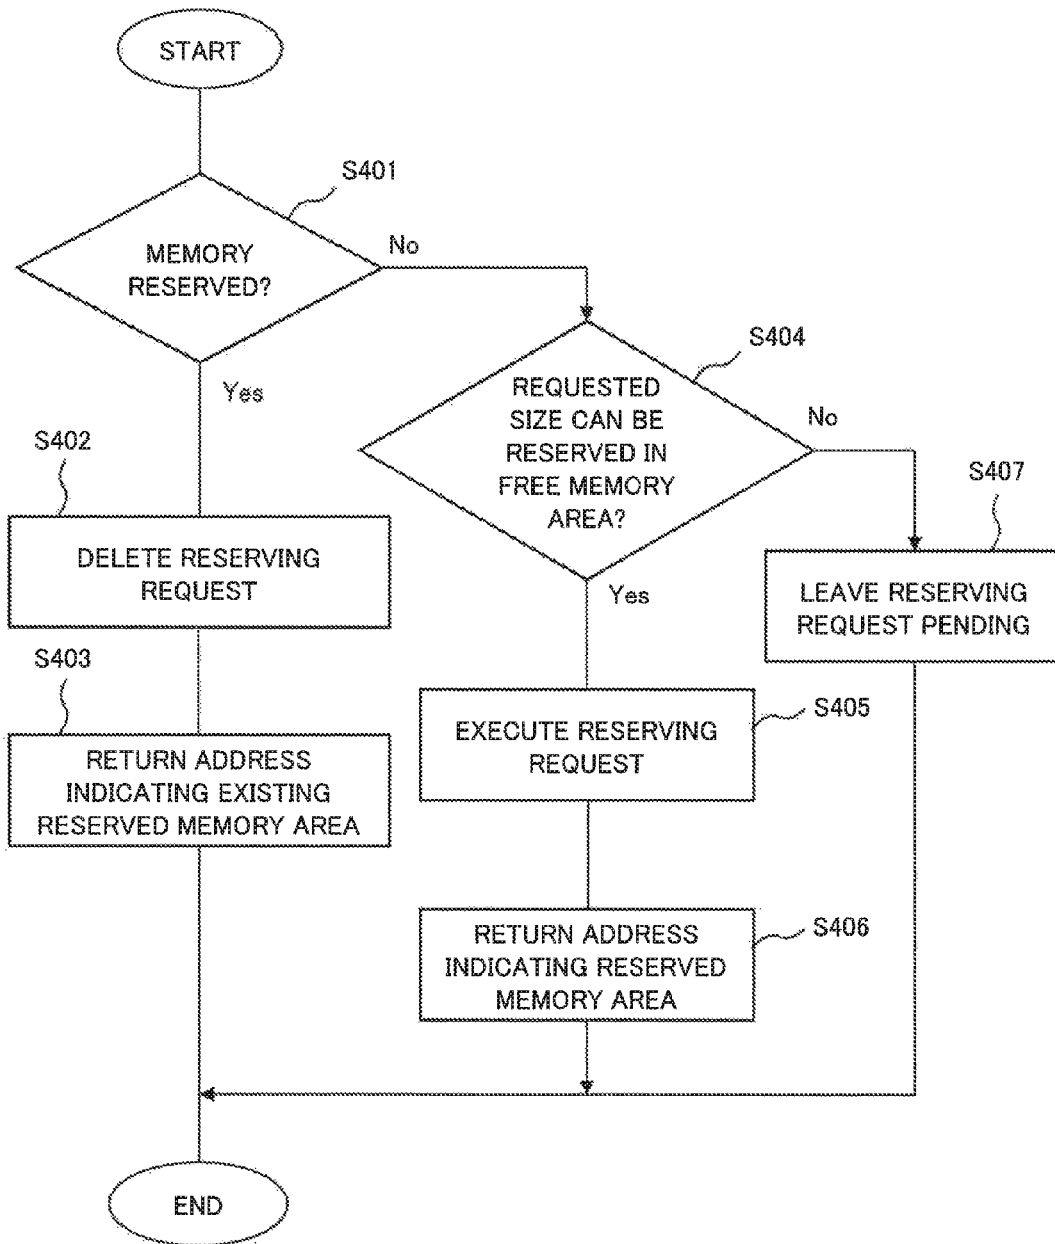 START
S401
MEMORY
RESERVED?
No
Yes
S402
DELETE RESERVING
REQUEST
S403
RETURN ADDRESS
INDICATING EXISTING
RESERVED MEMORY AREA
S404
REQUESTED
SIZE CAN BE
RESERVED IN
FREE MEMORY
AREA?
No
Yes
S405
EXECUTE RESERVING
REQUEST
S406
RETURN ADDRESS
INDICATING RESERVED
MEMORY AREA
S407
LEAVE RESERVING
REQUEST PENDING
END